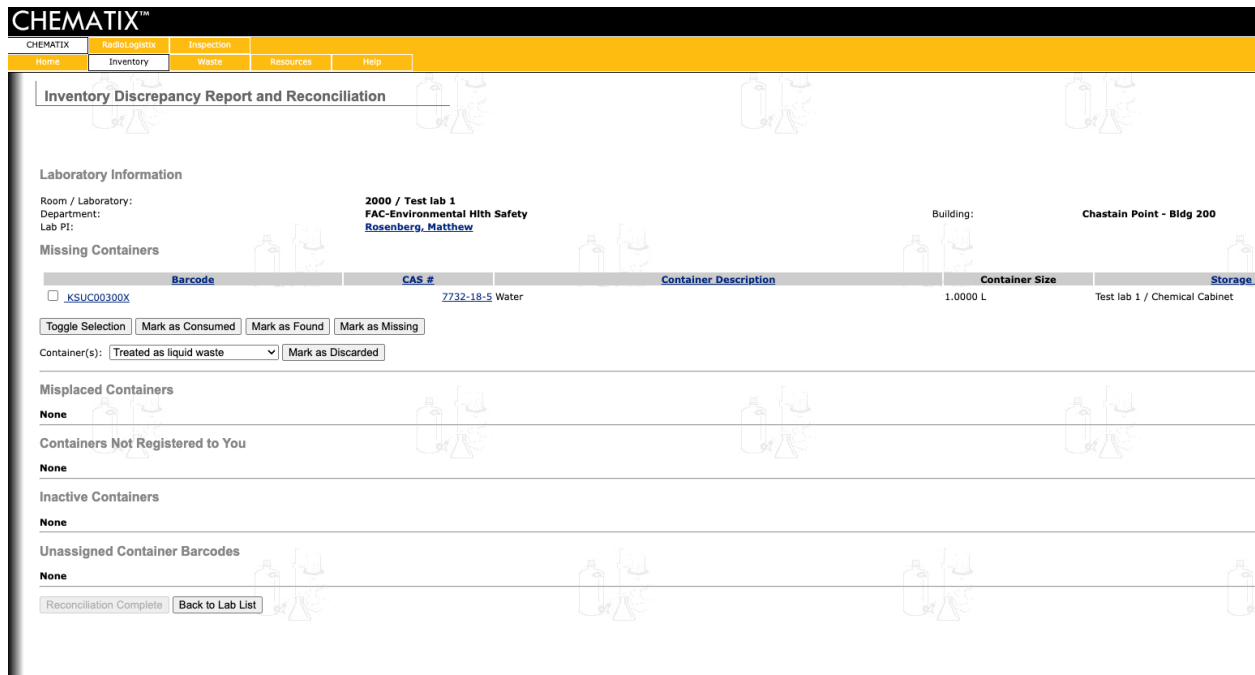 CHEMATIX™
CHEMATIX RadioLogistix Inspection
Home Inventory Waste Resources Help
Inventory Discrepancy Report and Reconciliation
Laboratory Information
Room / Laboratory: 2000 / Test lab 1
Department: FAC-Environmental Hlth Safety Building: Chastain Point - Bldg 200
Lab PI: Rosenberg, Matthew
Missing Containers
Barcode CAS # Container Description Container Size Storage
KSUC00300X 7732-18-5 Water 1.0000 L Test lab 1 / Chemical Cabinet
Toggle Selection Mark as Consumed Mark as Found Mark as Missing
Container(s): Treated as liquid waste Mark as Discarded
Misplaced Containers
None
Containers Not Registered to You
None
Inactive Containers
None
Unassigned Container Barcodes
None
Reconciliation Complete Back to Lab List